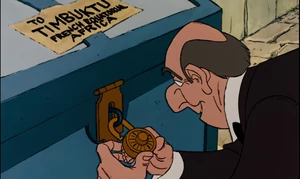 TO
TIMBUKTU
FRENCH EQUATORIAL
AFRICA